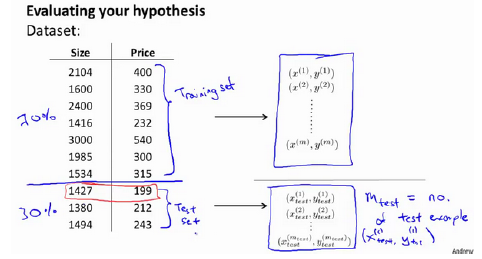 Evaluating your hypothesis
Dataset:
Size Price
2104 400
1600 330
2400 369
1416 232
3000 540
1985 300
1534 315
1427 199
1380 212
1494 243
70%
30%
Training set
Test
set
(x^{(1)}, y^{(1)})
(x^{(2)}, y^{(2)})
⋮
(x^{(m)}, y^{(m)})
(x_{test}^{(1)}, y_{test}^{(1)})
(x_{test}^{(2)}, y_{test}^{(2)})
⋮
(x_{test}^{(m_{test})}, y_{test}^{(m_{test})})
m_{test} = no.
of test example
(x_{test}^{(1)}, y_{test}^{(1)})
Andrew